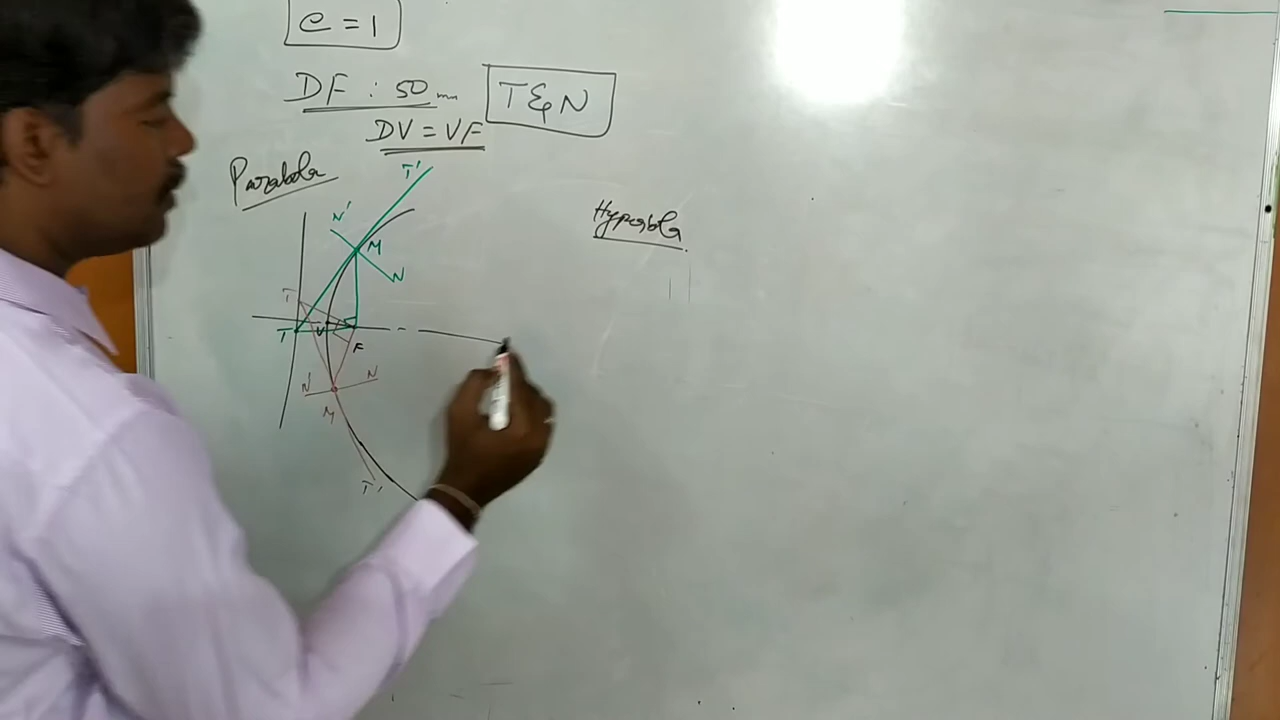 e = 1
DF : 50 mm
T & N
DV = VF
Parabola
T'
N'
M
N
T
T
V
F
N
N
M
T'
Hyperbola